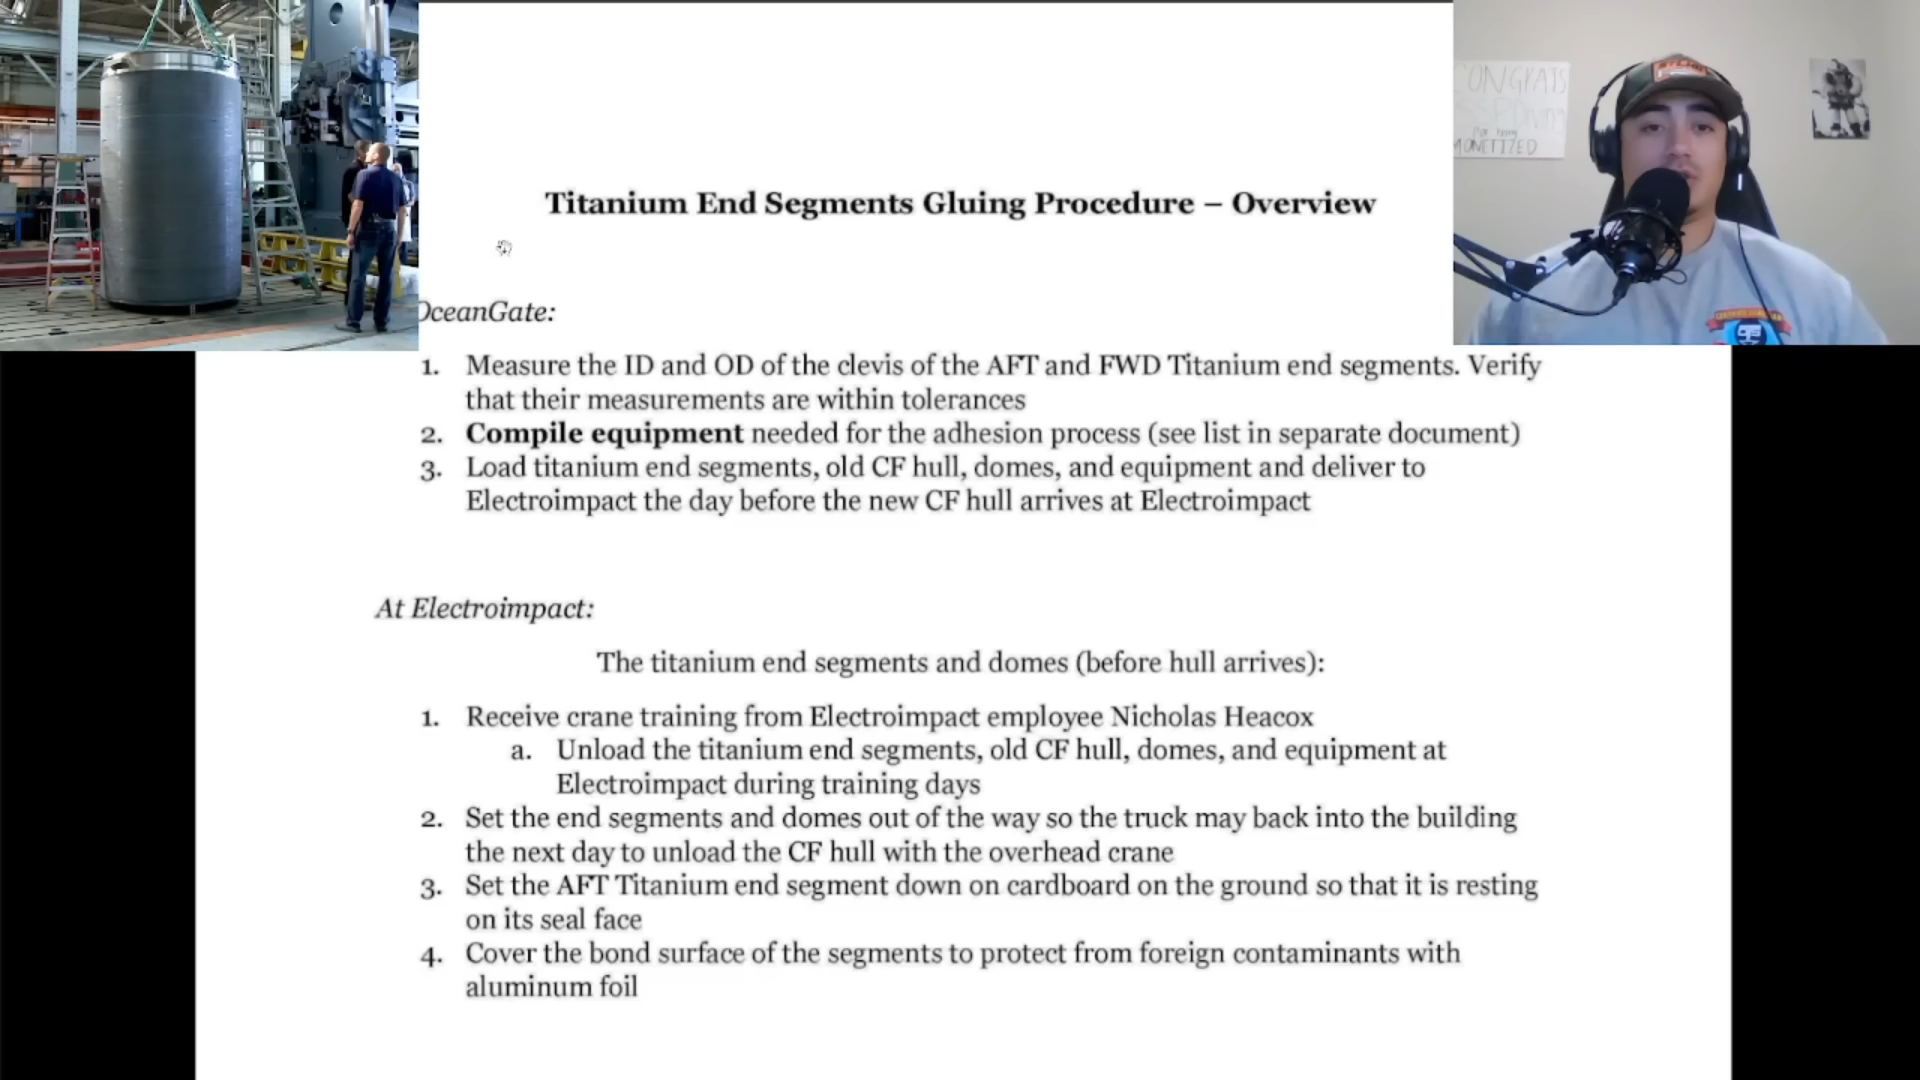 Titanium End Segments Gluing Procedure – Overview
OceanGate:
1. Measure the ID and OD of the clevis of the AFT and FWD Titanium end segments. Verify
that their measurements are within tolerances
2. Compile equipment needed for the adhesion process (see list in separate document)
3. Load titanium end segments, old CF hull, domes, and equipment and deliver to
Electroimpact the day before the new CF hull arrives at Electroimpact
At Electroimpact:
The titanium end segments and domes (before hull arrives):
1. Receive crane training from Electroimpact employee Nicholas Heacox
a. Unload the titanium end segments, old CF hull, domes, and equipment at
Electroimpact during training days
2. Set the end segments and domes out of the way so the truck may back into the building
the next day to unload the CF hull with the overhead crane
3. Set the AFT Titanium end segment down on cardboard on the ground so that it is resting
on its seal face
4. Cover the bond surface of the segments to protect from foreign contaminants with
aluminum foil
CONGRATS
MONETIZED